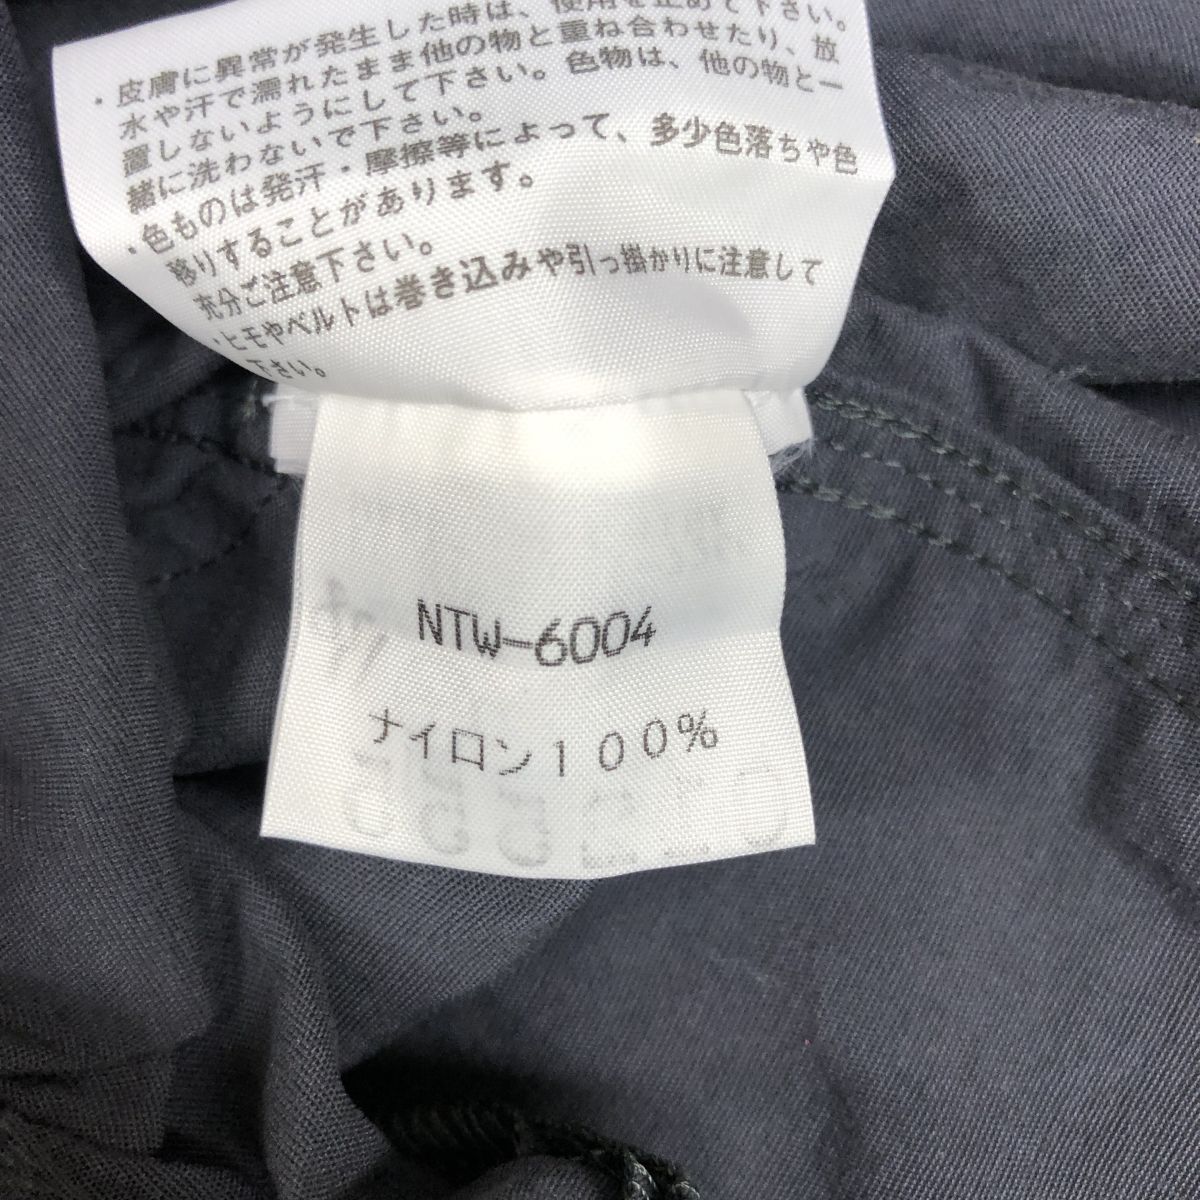 ・皮膚に異常が発生した時は、使用を止めて下さい。
水や汗で濡れたまま他の物と重ね合わせたり、放
置しないようにして下さい。色物は、他の物と一
緒に洗わないで下さい。
・色ものは発汗・摩擦等によって、多少色落ちや色
移りすることがあります。
充分ご注意下さい。
・ヒモやベルトは巻き込みや引っ掛かりに注意して
下さい。
NTW-6004
ナイロン100%